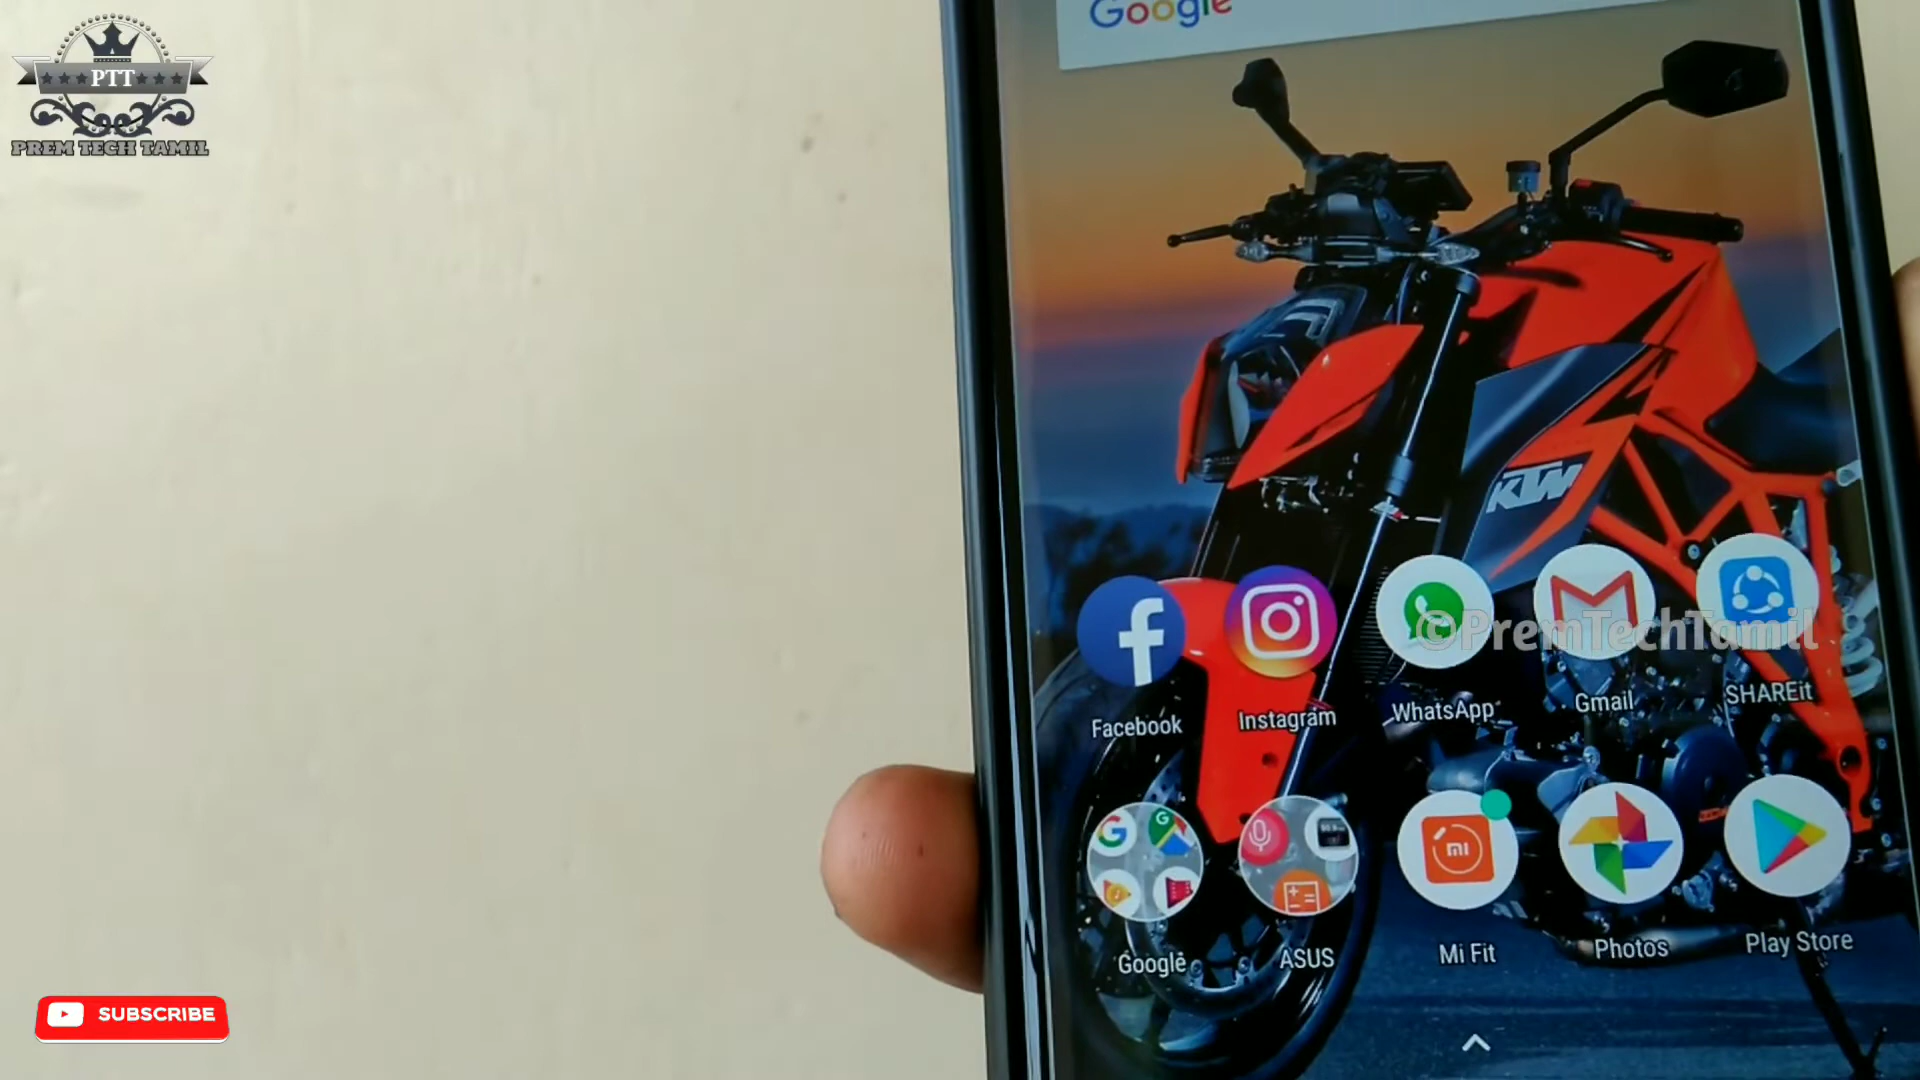 Google
PTT
PREM TECH TAMIL
KTM
©PremTechTamil
Facebook
Instagram
WhatsApp
Gmail
SHAREit
mi
Google
ASUS
Mi Fit
Photos
Play Store
SUBSCRIBE